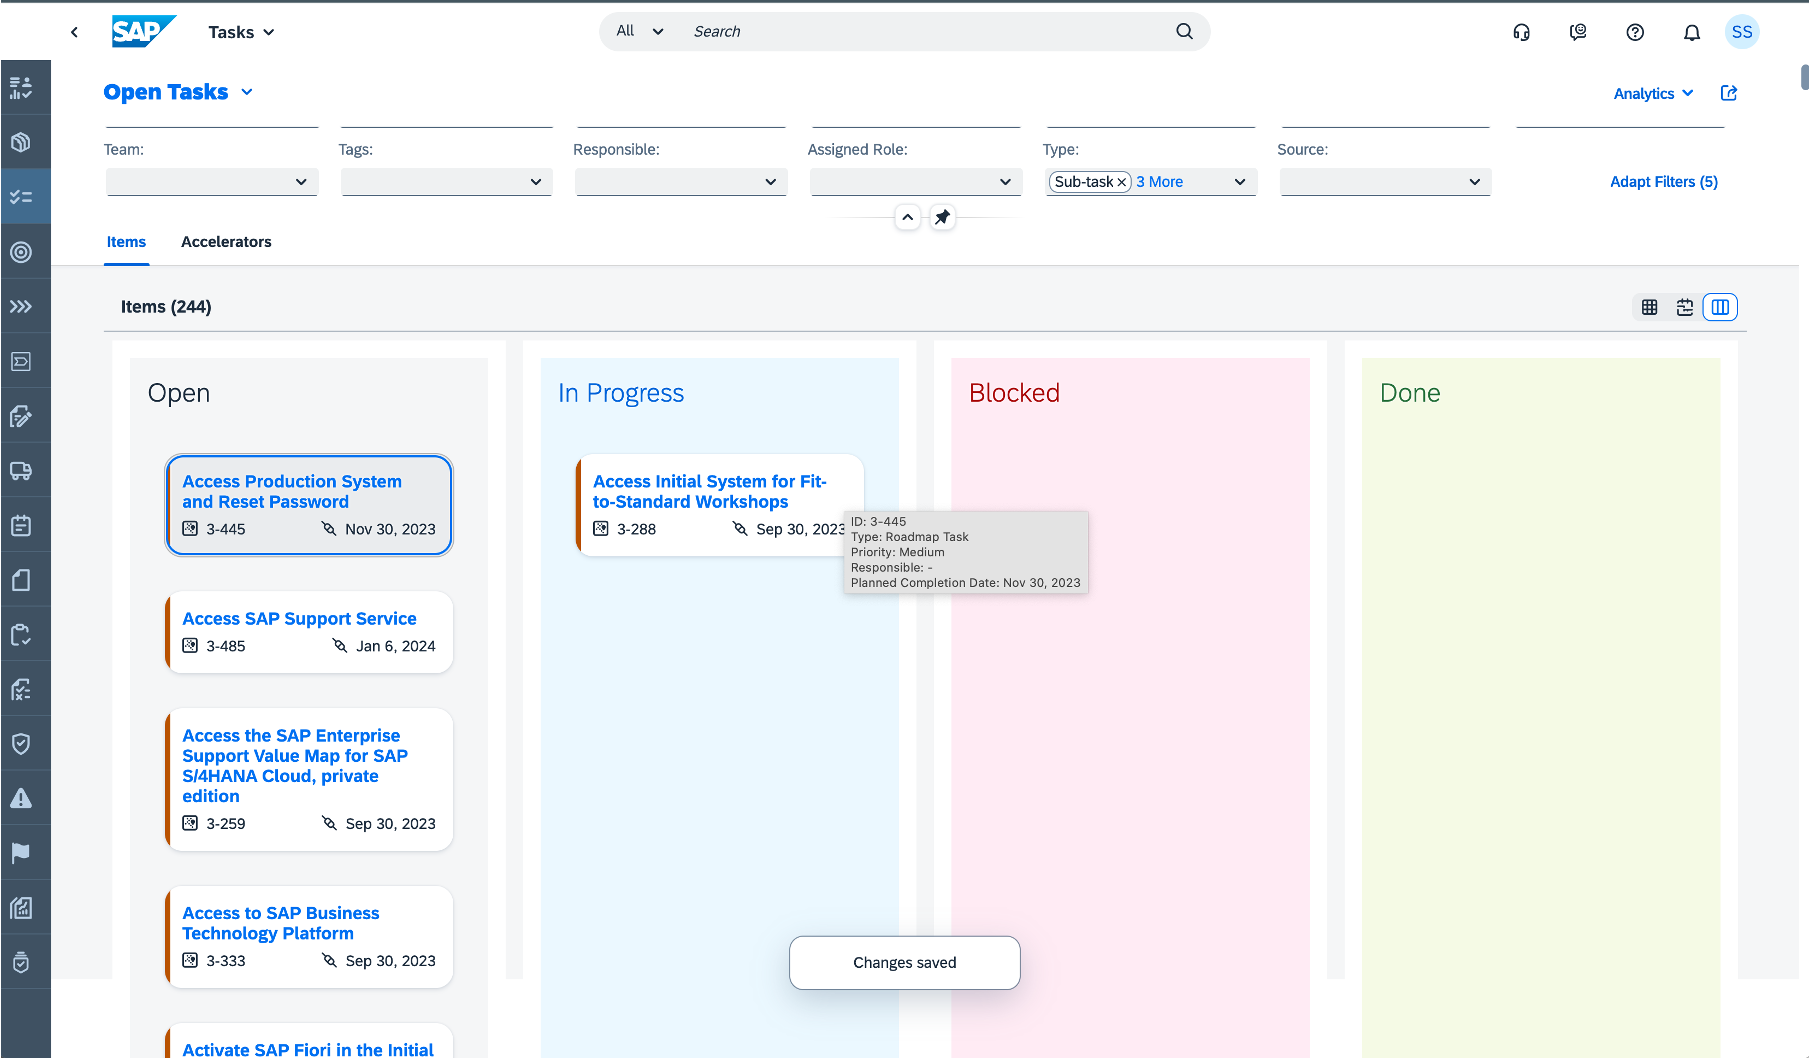 SAP
Tasks
All
Search
SS
Open Tasks
Analytics
Team:
Tags:
Responsible:
Assigned Role:
Type:
Source:
Sub-task
3 More
Adapt Filters (5)
Items
Accelerators
Items (244)
Open
In Progress
Blocked
Done
Access Production System
and Reset Password
3-445
Nov 30, 2023
Access Initial System for Fit-
to-Standard Workshops
3-288
Sep 30, 2023
ID: 3-445
Type: Roadmap Task
Priority: Medium
Responsible: -
Planned Completion Date: Nov 30, 2023
Access SAP Support Service
3-485
Jan 6, 2024
Access the SAP Enterprise
Support Value Map for SAP
S/4HANA Cloud, private
edition
3-259
Sep 30, 2023
Access to SAP Business
Technology Platform
3-333
Sep 30, 2023
Changes saved
Activate SAP Fiori in the Initial